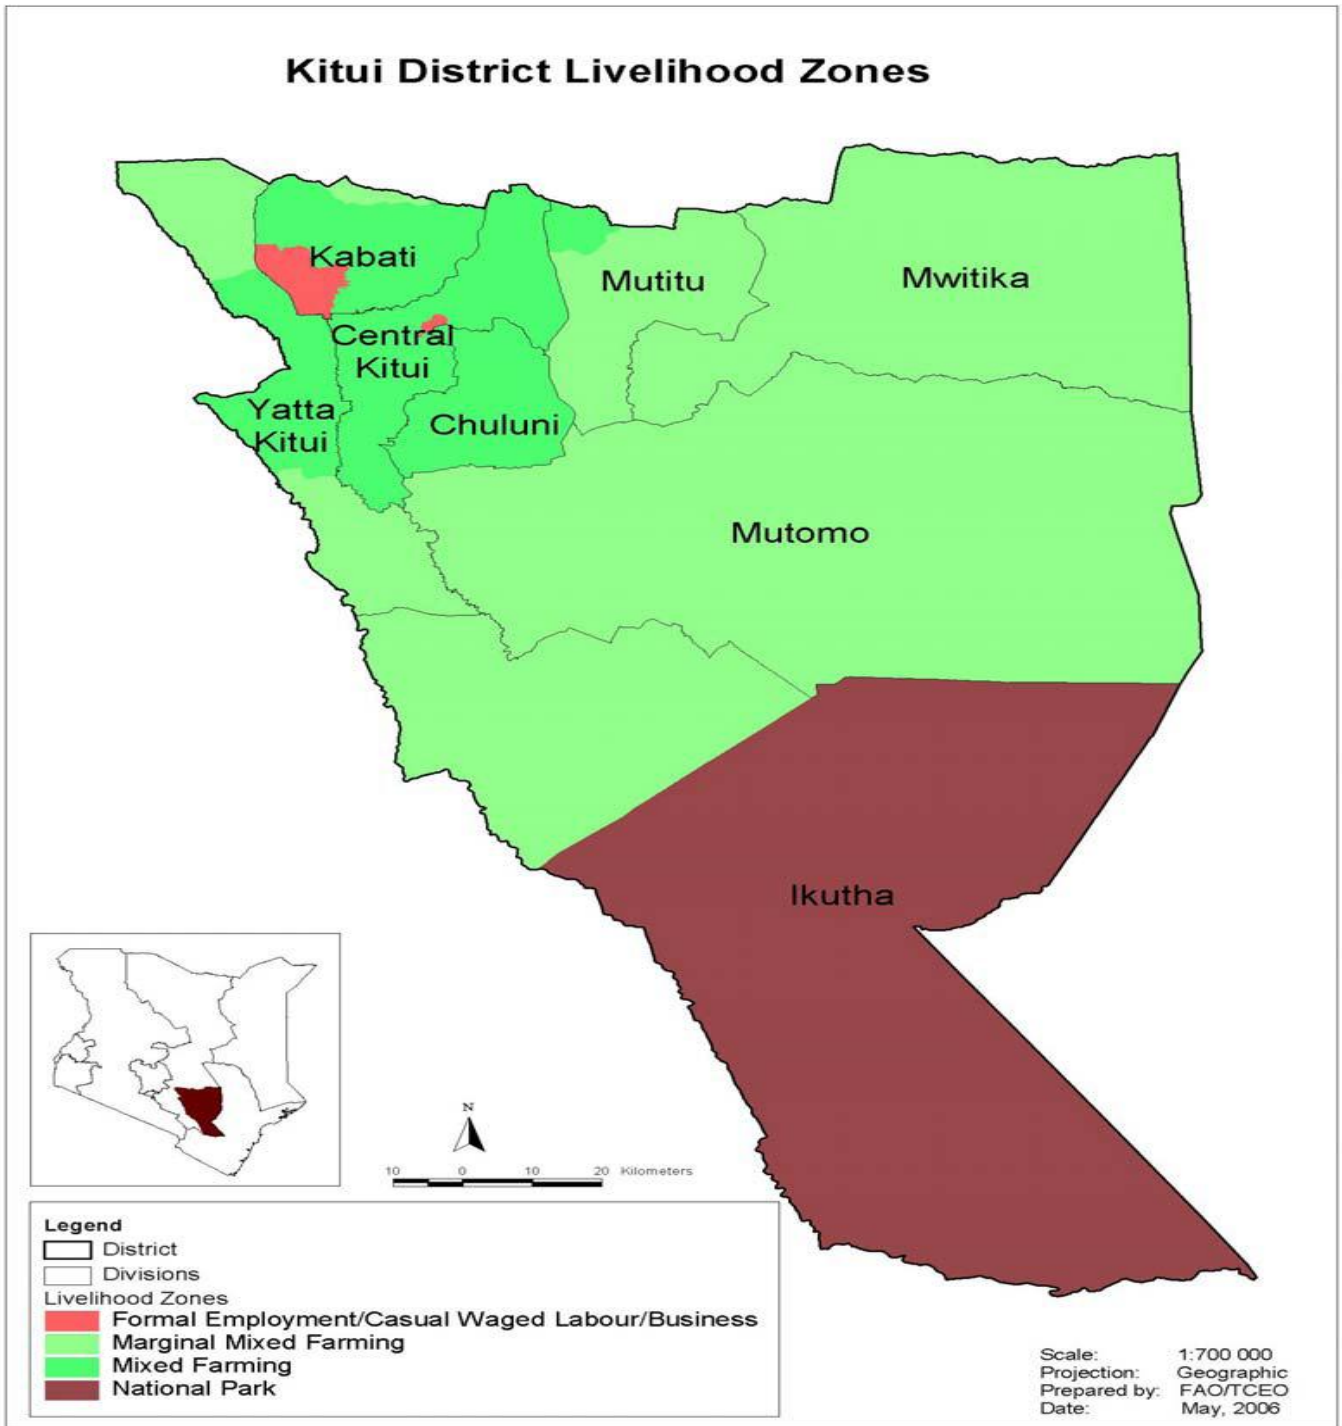 Kitui District Livelihood Zones
Kabati
Mutitu
Mwitika
Central
Kitui
Yatta
Kitui
Chuluni
Mutomo
Ikutha
N
10 0 10 20 Kilometers
Legend
District
Divisions
Livelihood Zones
Formal Employment/Casual Waged Labour/Business
Marginal Mixed Farming
Mixed Farming
National Park
Scale: 1:700 000
Projection: Geographic
Prepared by: FAO/TCEO
Date: May, 2006